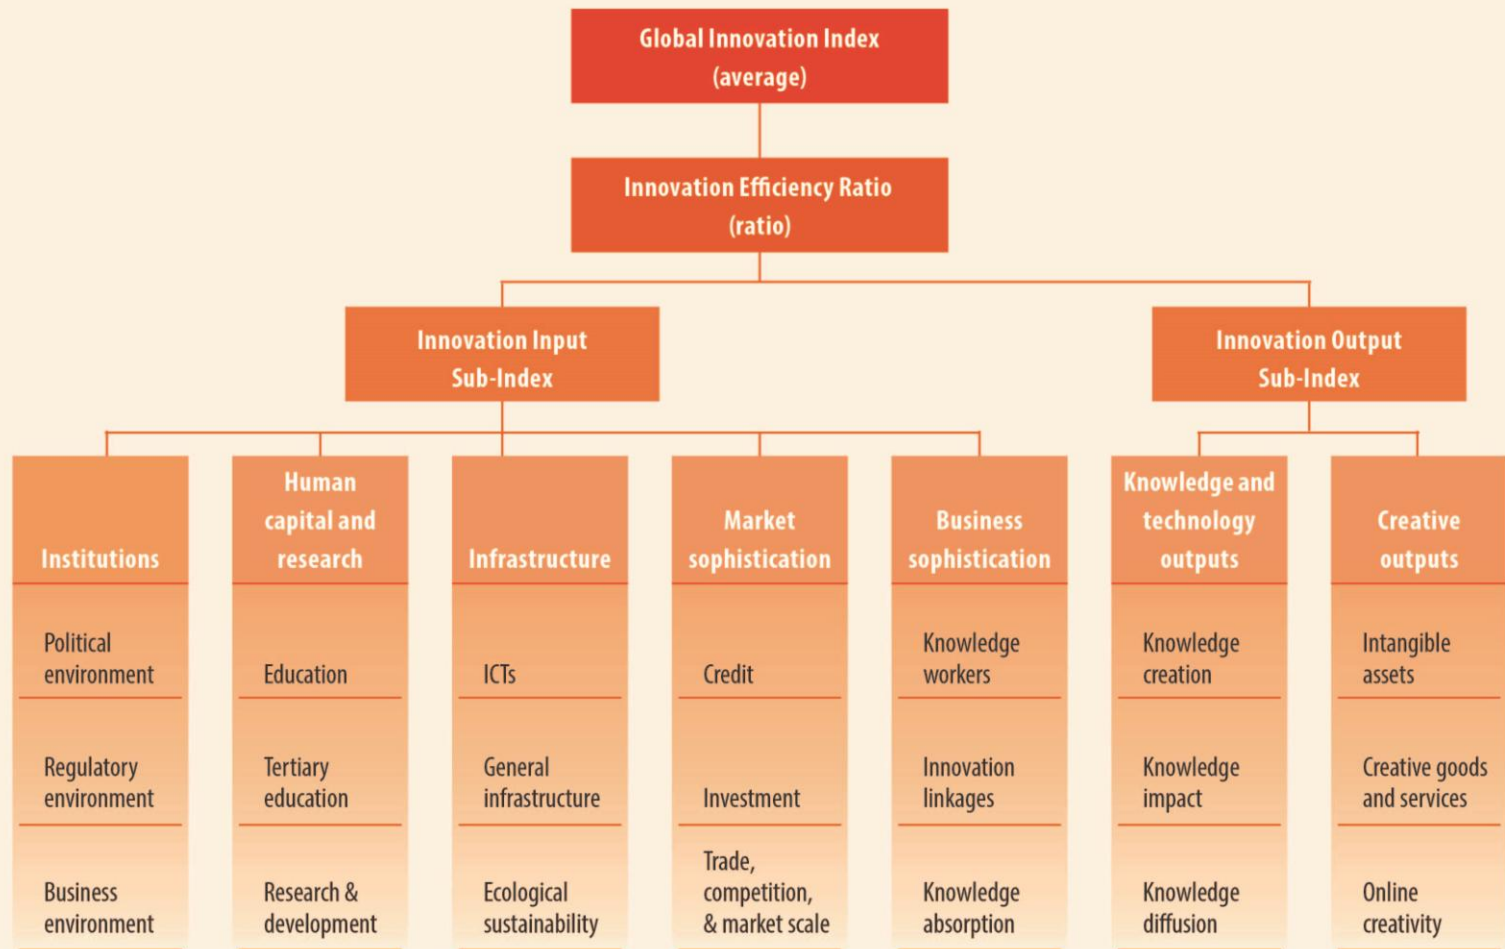 Global Innovation Index
(average)
Innovation Efficiency Ratio
(ratio)
Innovation Input
Sub-Index
Innovation Output
Sub-Index
Institutions
Human
capital and
research
Infrastructure
Market
sophistication
Business
sophistication
Knowledge and
technology
outputs
Creative
outputs
Political
environment
Education
ICTs
Credit
Knowledge
workers
Knowledge
creation
Intangible
assets
Regulatory
environment
Tertiary
education
General
infrastructure
Investment
Innovation
linkages
Knowledge
impact
Creative goods
and services
Business
environment
Research &
development
Ecological
sustainability
Trade,
competition,
& market scale
Knowledge
absorption
Knowledge
diffusion
Online
creativity